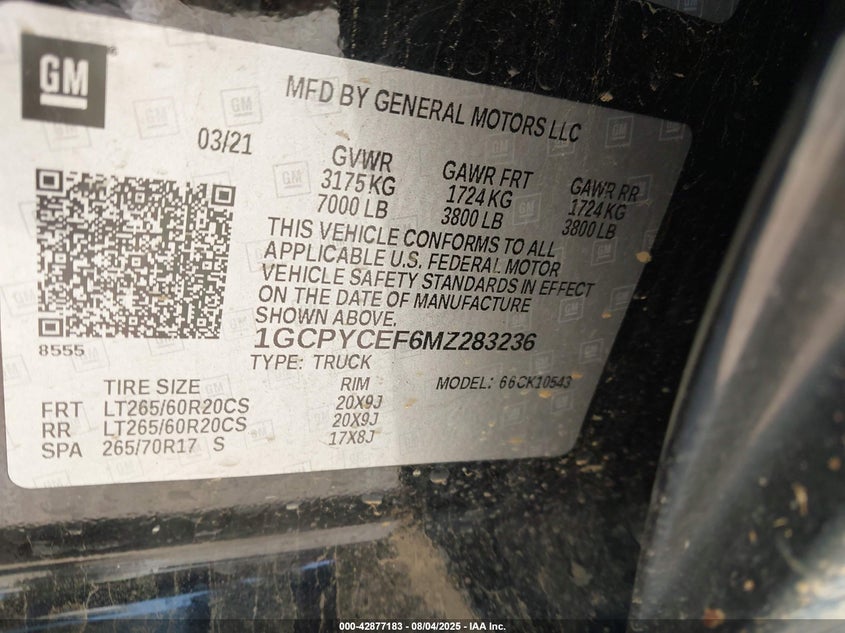 GM
MFD BY GENERAL MOTORS LLC
03/21
GVWR GAWR FRT GAWR RR
3175 KG 1724 KG 1724 KG
7000 LB 3800 LB 3800 LB
THIS VEHICLE CONFORMS TO ALL
APPLICABLE U.S. FEDERAL MOTOR
VEHICLE SAFETY STANDARDS IN EFFECT
ON THE DATE OF MANUFACTURE
SHOWN ABOVE.
8555
1GCPYCEF6MZ283236
TYPE: TRUCK MODEL: 66CK10543
TIRE SIZE RIM
FRT LT265/60R20CS 20X9J
RR LT265/60R20CS 20X9J
SPA 265/70R17 S 17X8J
000-42877183 - 08/04/2025 - IAA Inc.